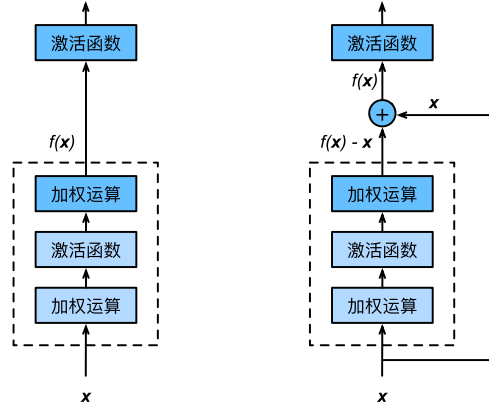 激活函数
f(x)
加权运算
激活函数
加权运算
x
激活函数
f(x)
x
+
f(x) - x
加权运算
激活函数
加权运算
x